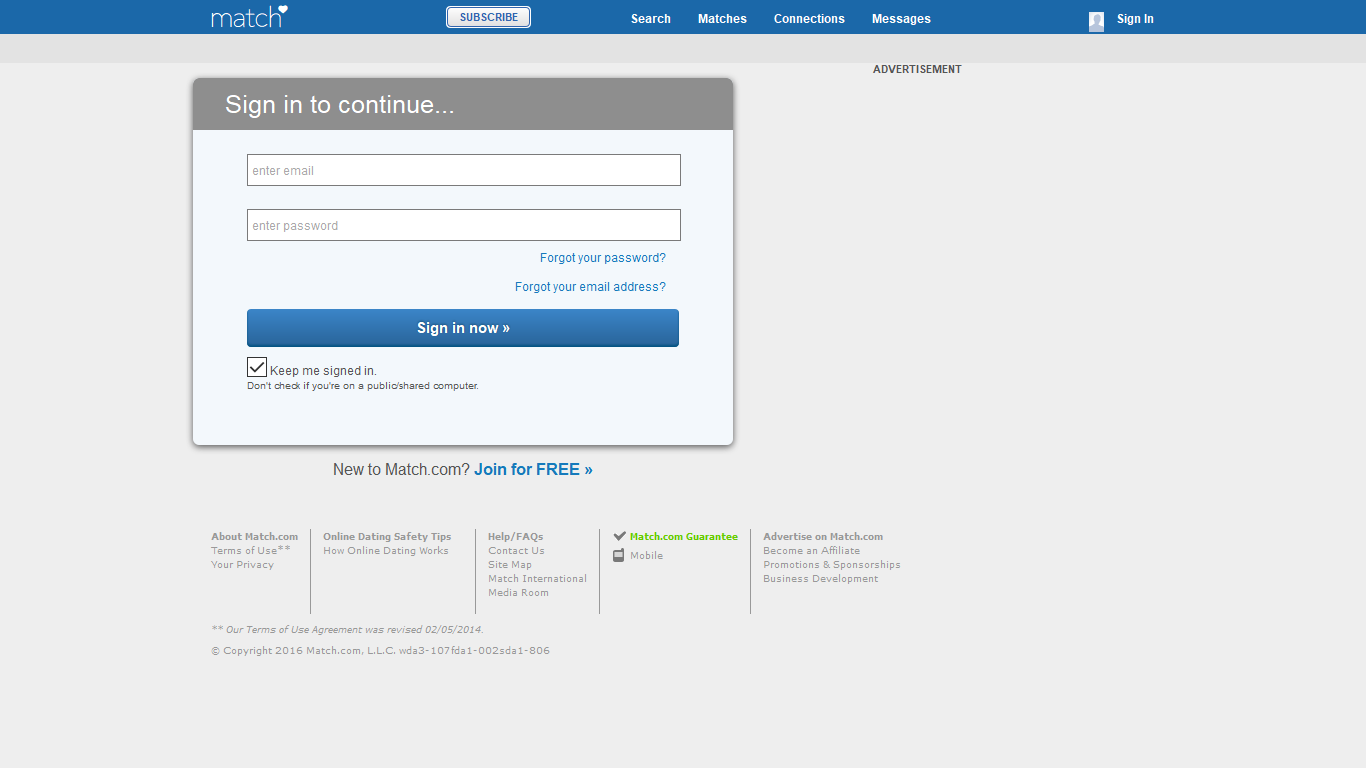 match
SUBSCRIBE
Search Matches Connections Messages
Sign In
ADVERTISEMENT
Sign in to continue...
enter email
enter password
Forgot your password?
Forgot your email address?
Sign in now »
Keep me signed in.
Don't check if you're on a public/shared computer.
New to Match.com? Join for FREE »
About Match.com
Terms of Use**
Your Privacy
Online Dating Safety Tips
How Online Dating Works
Help/FAQs
Contact Us
Site Map
Match International
Media Room
Match.com Guarantee
Mobile
Advertise on Match.com
Become an Affiliate
Promotions & Sponsorships
Business Development
** Our Terms of Use Agreement was revised 02/05/2014.
© Copyright 2016 Match.com, L.L.C. wda3-107fda1-002sda1-806